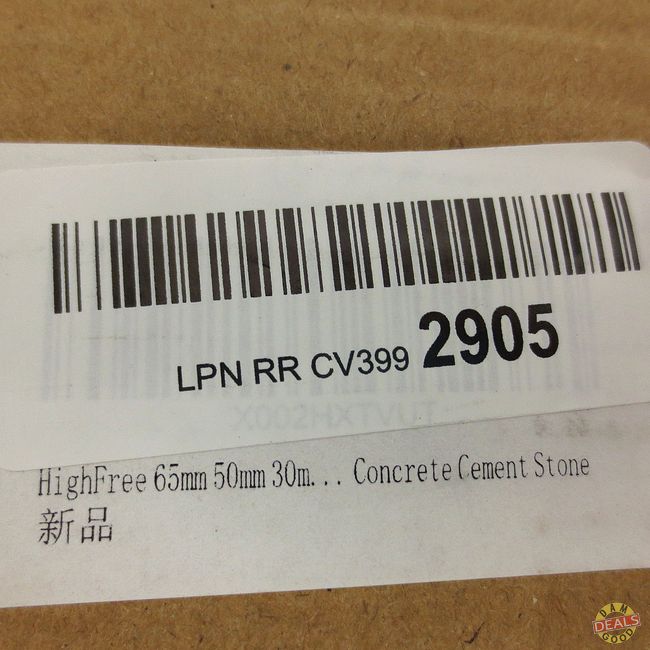 LPN RR CV399 2905
X002HXTVUT
HighFree 65mm 50mm 30m... Concrete Cement Stone
新品
DAM
DEALS
GOOD